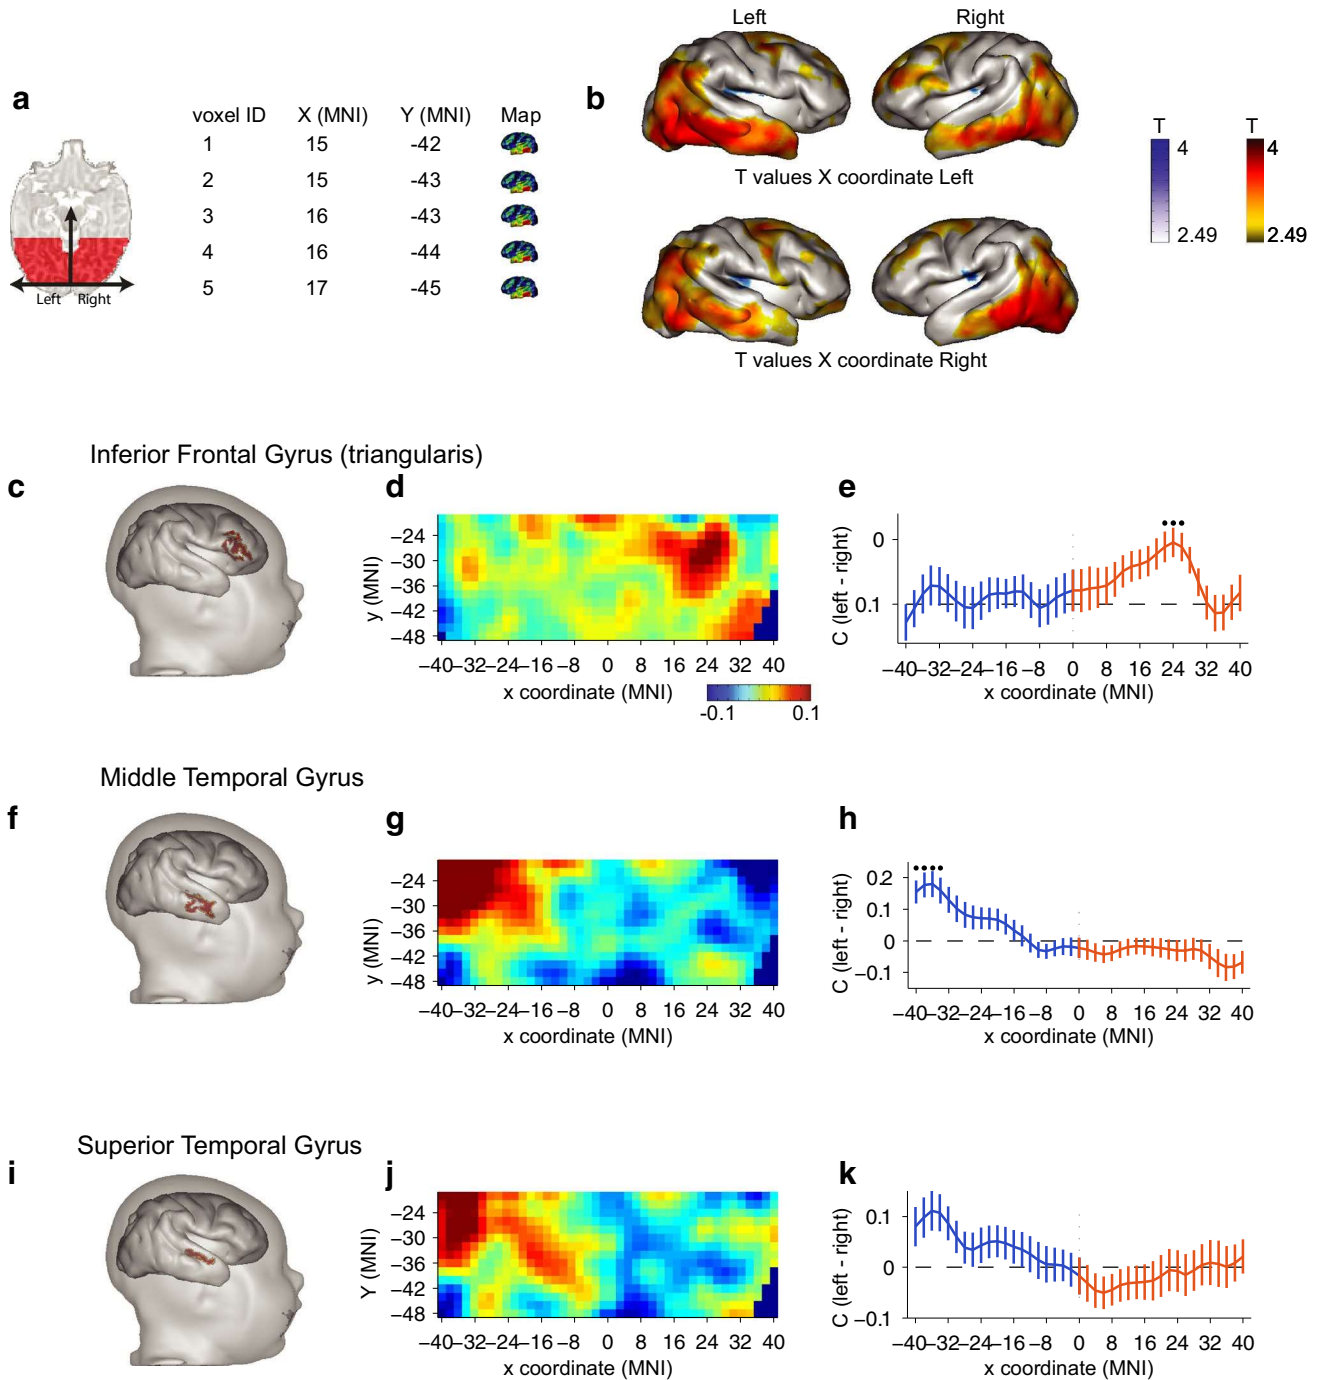 a
voxel ID X (MNI) Y (MNI) Map
1 15 -42
2 15 -43
3 16 -43
4 16 -44
5 17 -45
Left Right
b
Left Right
T values X coordinate Left
T values X coordinate Right
T T
4 4
2.49 2.49
Inferior Frontal Gyrus (triangularis)
c
d
y (MNI)
−24
−30
−36
−42
−48
−40 −32 −24 −16 −8 0 8 16 24 32 40
x coordinate (MNI)
-0.1 0.1
e
C (left - right)
0
0.1
−40 −32 −24 −16 −8 0 8 16 24 32 40
x coordinate (MNI)
Middle Temporal Gyrus
f
g
y (MNI)
−24
−30
−36
−42
−48
−40 −32 −24 −16 −8 0 8 16 24 32 40
x coordinate (MNI)
h
C (left - right)
0.2
0.1
0
−0.1
−40 −32 −24 −16 −8 0 8 16 24 32 40
x coordinate (MNI)
Superior Temporal Gyrus
i
j
Y (MNI)
−24
−30
−36
−42
−48
−40 −32 −24 −16 −8 0 8 16 24 32 40
x coordinate (MNI)
k
C (left - right)
0.1
0
−0.1
−40 −32 −24 −16 −8 0 8 16 24 32 40
x coordinate (MNI)